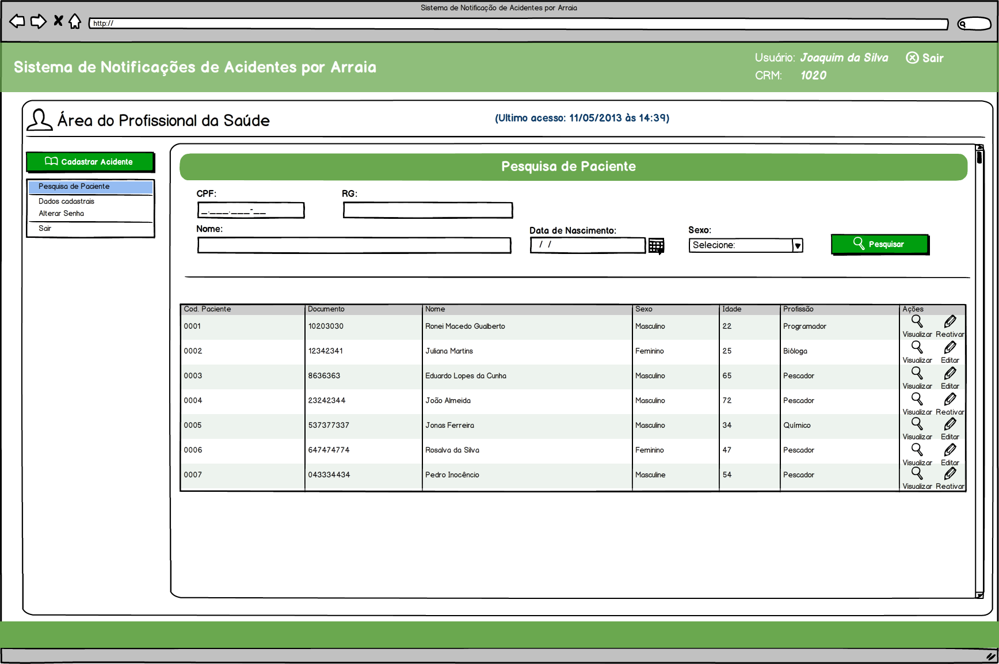 Sistema de Notificação de Acidentes por Arraia
http://
Sistema de Notificações de Acidentes por Arraia
Usuário: Joaquim da Silva Sair
CRM: 1020
Área do Profissional da Saúde
(Ultimo acesso: 11/05/2013 às 14:39)
Cadastrar Acidente
Pesquisa de Paciente
Dados cadastrais
Alterar Senha
Sair
Pesquisa de Paciente
CPF: RG:
_.___.___-__
Nome: Data de Nascimento: Sexo:
/ / Selecione: Pesquisar
Cod. Paciente Documento Nome Sexo Idade Profissão Ações
0001 10203030 Ronei Macedo Gualberto Masculino 22 Programador
Visualizar Reativar
0002 12342341 Juliana Martins Feminino 25 Bióloga
Visualizar Editar
0003 8636363 Eduardo Lopes da Cunha Masculino 65 Pescador
Visualizar Editar
0004 23242344 João Almeida Masculino 72 Pescador
Visualizar Reativar
0005 537377337 Jonas Ferreira Masculino 34 Químico
Visualizar Editar
0006 647474774 Rosalva da Silva Feminino 47 Pescador
Visualizar Editar
0007 043334434 Pedro Inocêncio Masculine 54 Pescador
Visualizar Reativar